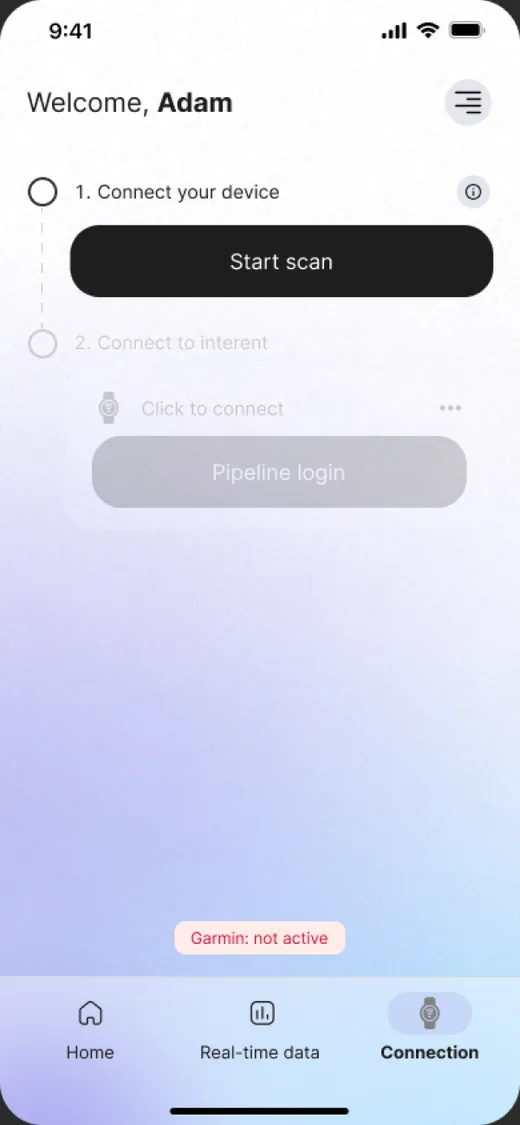 9:41
Welcome, Adam
1. Connect your device
Start scan
2. Connect to interent
Click to connect
Pipeline login
Garmin: not active
Home
Real-time data
Connection